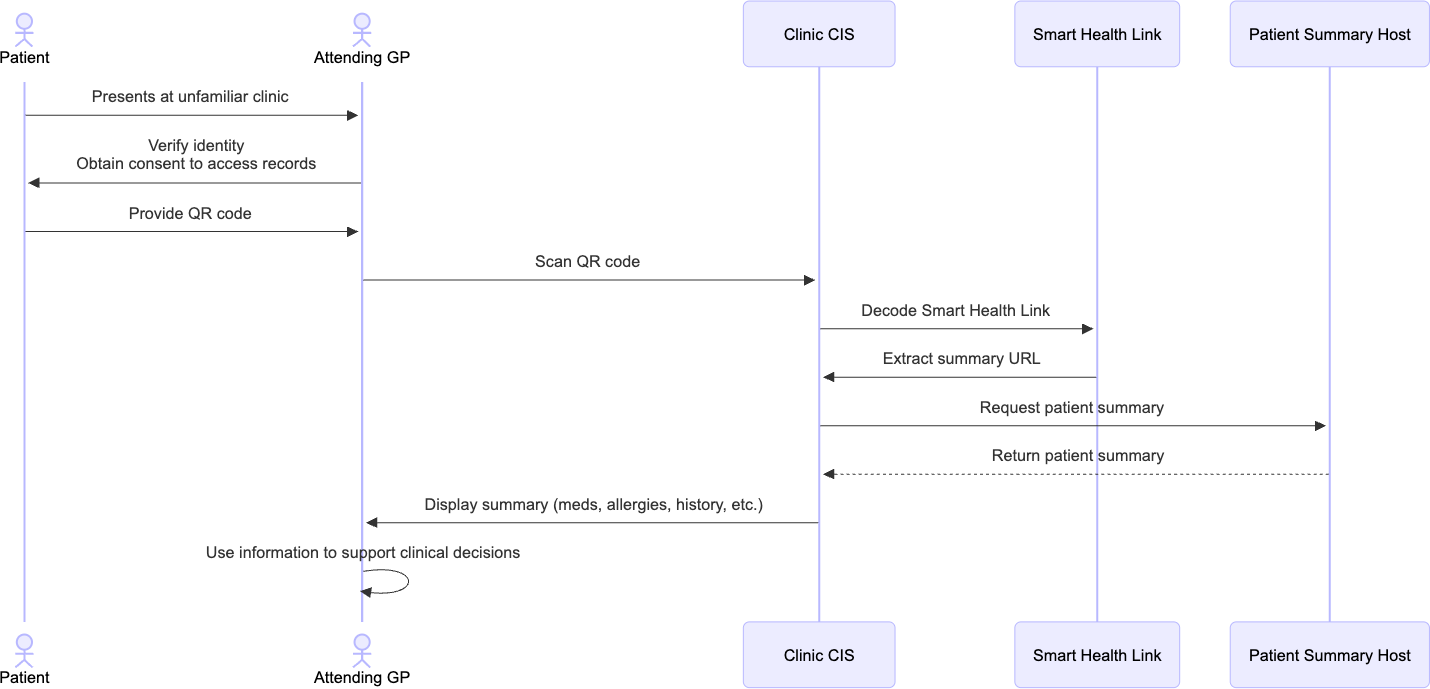 Patient
Attending GP
Clinic CIS
Smart Health Link
Patient Summary Host
Presents at unfamiliar clinic
Verify identity
Obtain consent to access records
Provide QR code
Scan QR code
Decode Smart Health Link
Extract summary URL
Request patient summary
Return patient summary
Display summary (meds, allergies, history, etc.)
Use information to support clinical decisions
Patient
Attending GP
Clinic CIS
Smart Health Link
Patient Summary Host